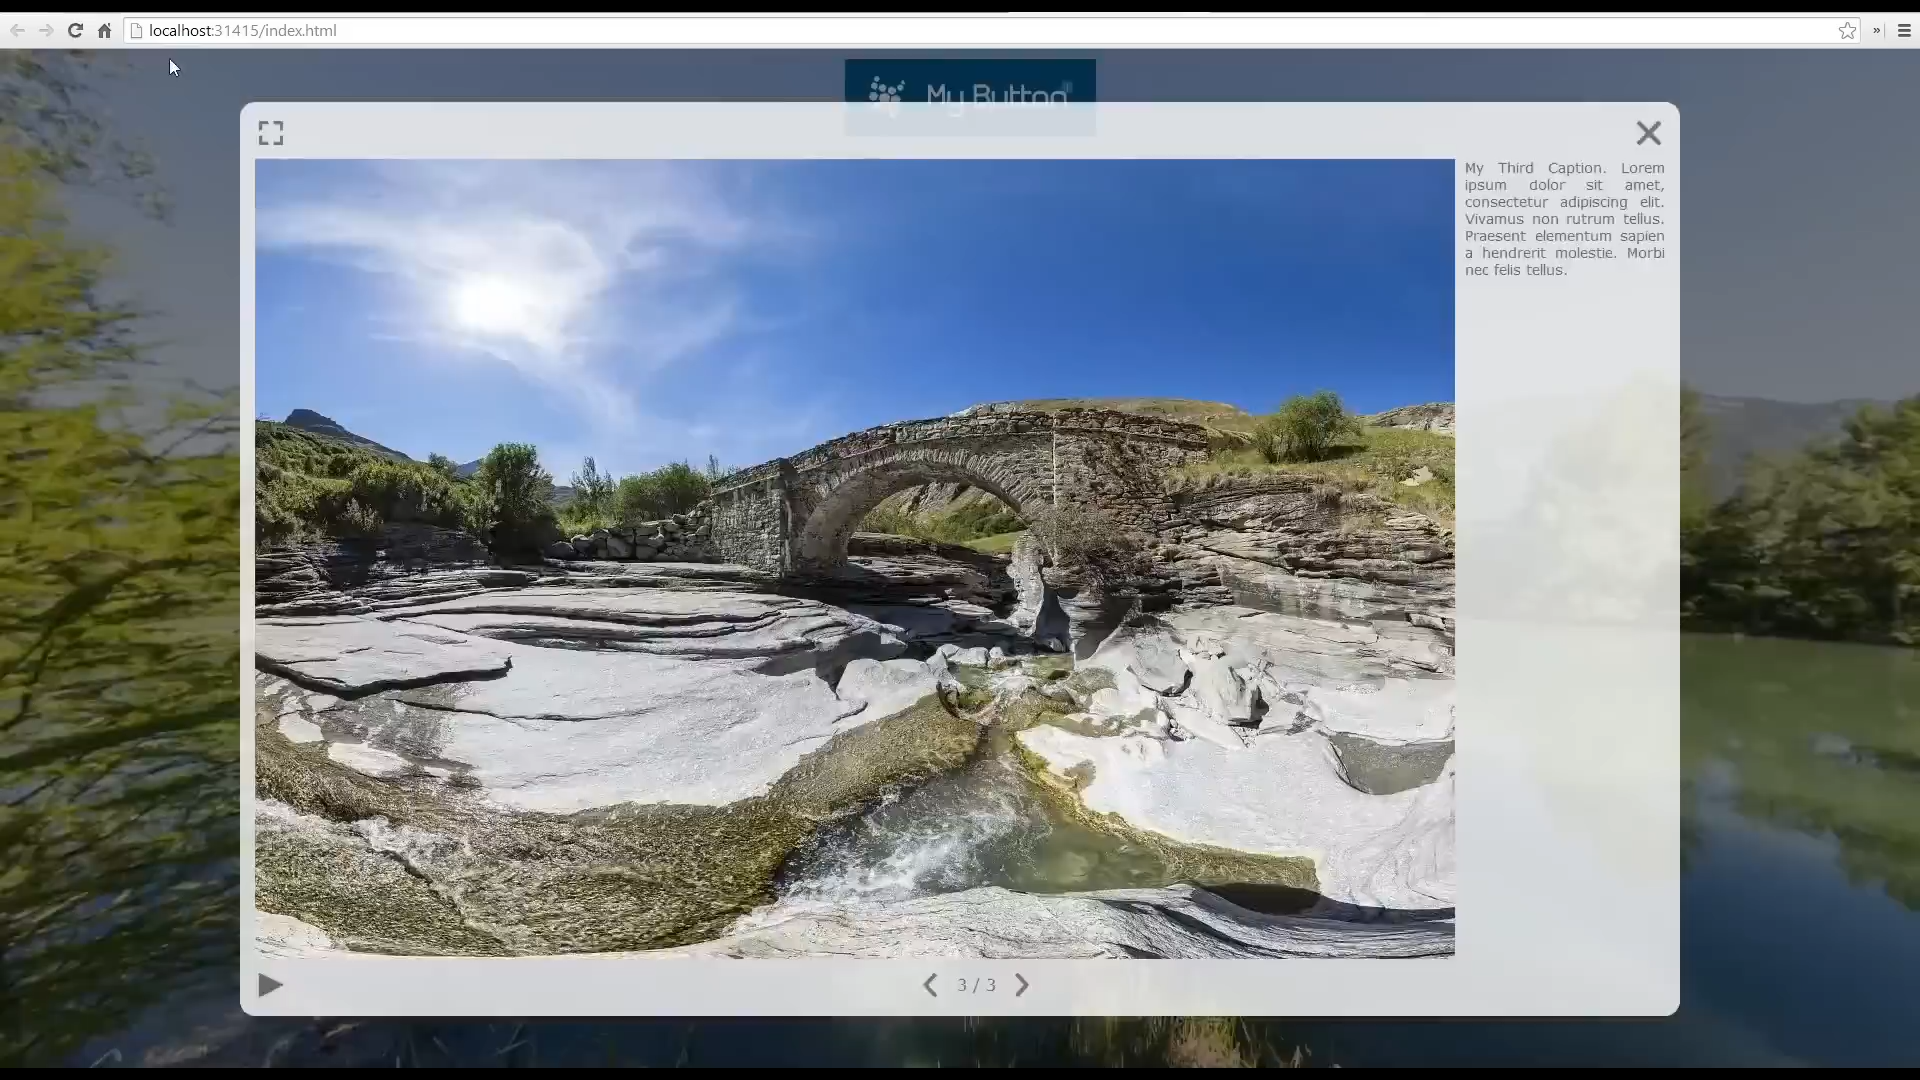 localhost:31415/index.html
My Button
My Third Caption. Lorem
ipsum dolor sit amet,
consectetur adipiscing elit.
Vivamus non rutrum tellus.
Praesent elementum sapien
a hendrerit molestie. Morbi
nec felis tellus.
3 / 3